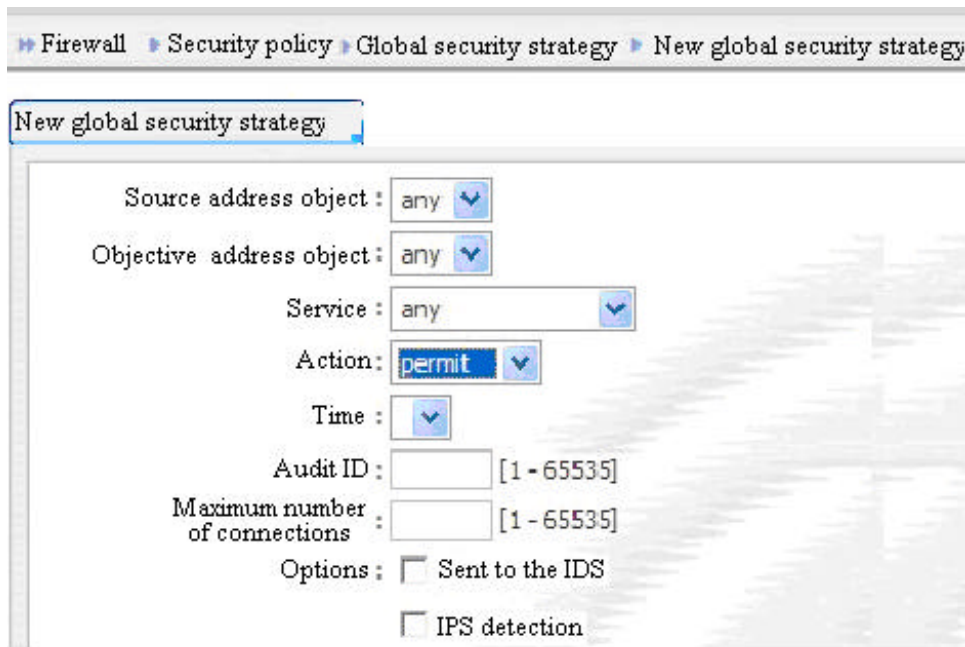 Firewall Security policy Global security strategy New global security strategy
New global security strategy
Source address object : any
Objective address object : any
Service : any
Action : permit
Time :
Audit ID : [1 - 65535]
Maximum number of connections : [1 - 65535]
Options : Sent to the IDS
IPS detection